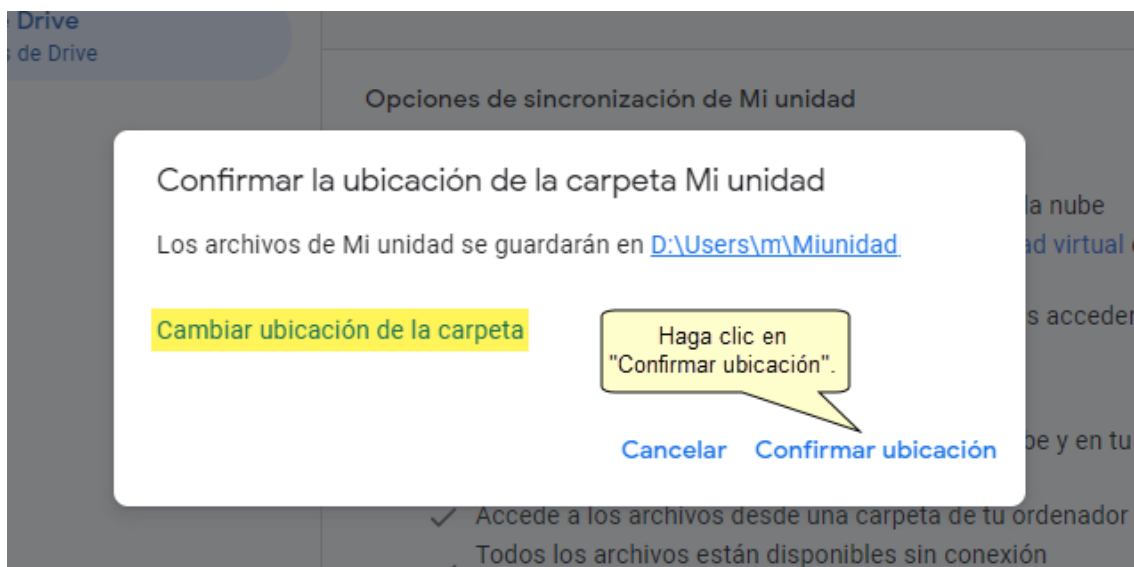 Drive
de Drive
Opciones de sincronización de Mi unidad
Confirmar la ubicación de la carpeta Mi unidad
la nube
Los archivos de Mi unidad se guardarán en D:\Users\m\Miunidad
ad virtual
Cambiar ubicación de la carpeta
Haga clic en
"Confirmar ubicación".
s acceder
Cancelar Confirmar ubicación
be y en tu
Accede a los archivos desde una carpeta de tu ordenador
Todos los archivos están disponibles sin conexión